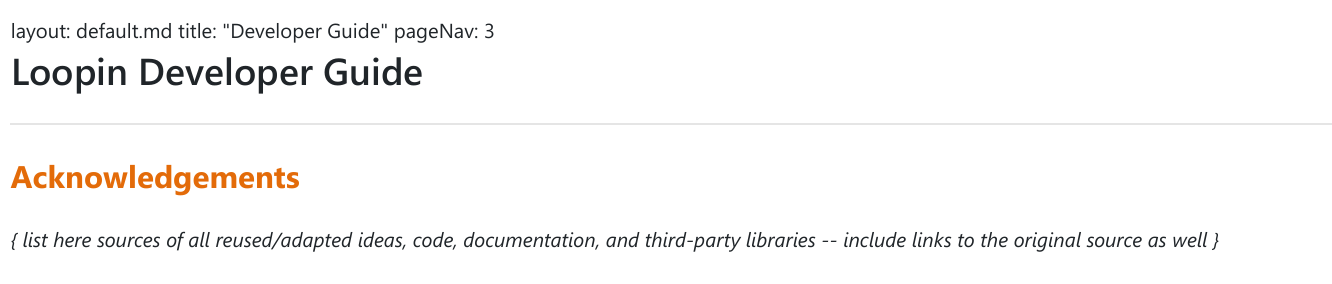 layout: default.md title: "Developer Guide" pageNav: 3
Loopin Developer Guide
Acknowledgements
{ list here sources of all reused/adapted ideas, code, documentation, and third-party libraries -- include links to the original source as well }